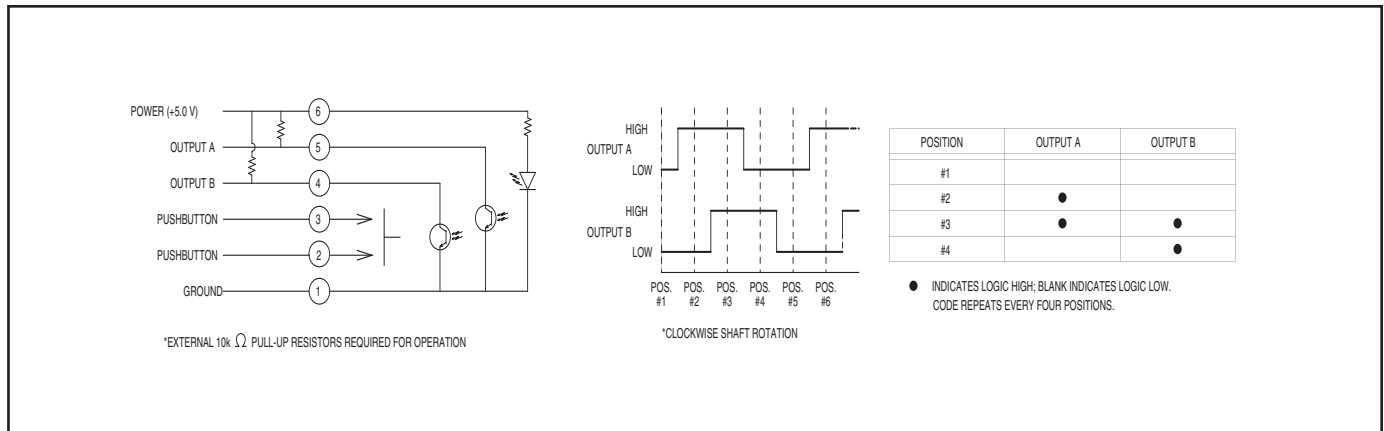 POWER (+5.0 V)
6
OUTPUT A
5
OUTPUT B
4
PUSHBUTTON
3
PUSHBUTTON
2
GROUND
1
*EXTERNAL 10k Ω PULL-UP RESISTORS REQUIRED FOR OPERATION
HIGH
OUTPUT A
LOW
HIGH
OUTPUT B
LOW
POS. POS. POS. POS. POS. POS.
#1 #2 #3 #4 #5 #6
*CLOCKWISE SHAFT ROTATION
POSITION OUTPUT A OUTPUT B
#1
#2 ●
#3 ● ●
#4 ●
● INDICATES LOGIC HIGH; BLANK INDICATES LOGIC LOW.
CODE REPEATS EVERY FOUR POSITIONS.